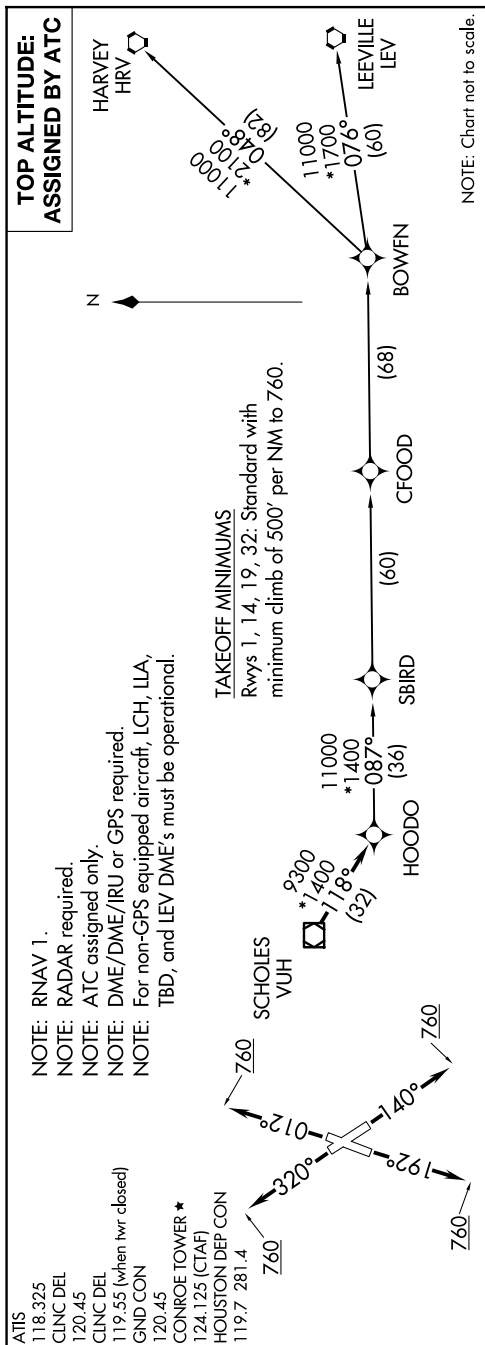 TOP ALTITUDE:
ASSIGNED BY ATC
ATIS
118.325
CLNC DEL
120.45
CLNC DEL
119.55 (when twr closed)
GND CON
120.45
CONROE TOWER ★
124.125 (CTAF)
HOUSTON DEP CON
119.7 281.4
NOTE: RNAV 1.
NOTE: RADAR required.
NOTE: ATC assigned only.
NOTE: DME/DME/IRU or GPS required.
NOTE: For non-GPS equipped aircraft, LCH, LLA,
TBD, and LEV DME's must be operational.
TAKEOFF MINIMUMS
Rwys 1, 14, 19, 32: Standard with
minimum climb of 500' per NM to 760.
N
760
760
760
760
320°
012°
140°
192°
SCHOLES
VUH
9300
*1400
118°
(32)
HOODO
11000
*1400
087°
(36)
SBIRD
(60)
CFOOD
(68)
BOWFN
11000
*2100
048°
(82)
HARVEY
HRV
11000
*1700
076°
(60)
LEEVILLE
LEV
NOTE: Chart not to scale.